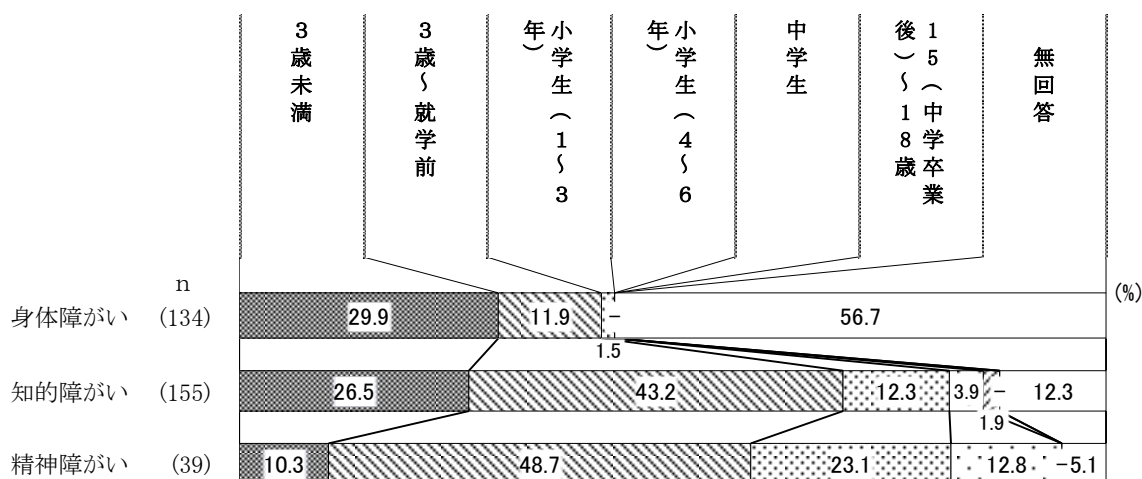 3歳未満
3歳～就学前
小学生（1～3
年）
小学生（4～6
年）
中学生
15（中学卒業
後）～18歳
無回答
(%)
n
身体障がい (134) 29.9 11.9 － 56.7
1.5
知的障がい (155) 26.5 43.2 12.3 3.9 － 12.3
1.9
精神障がい (39) 10.3 48.7 23.1 12.8 －5.1